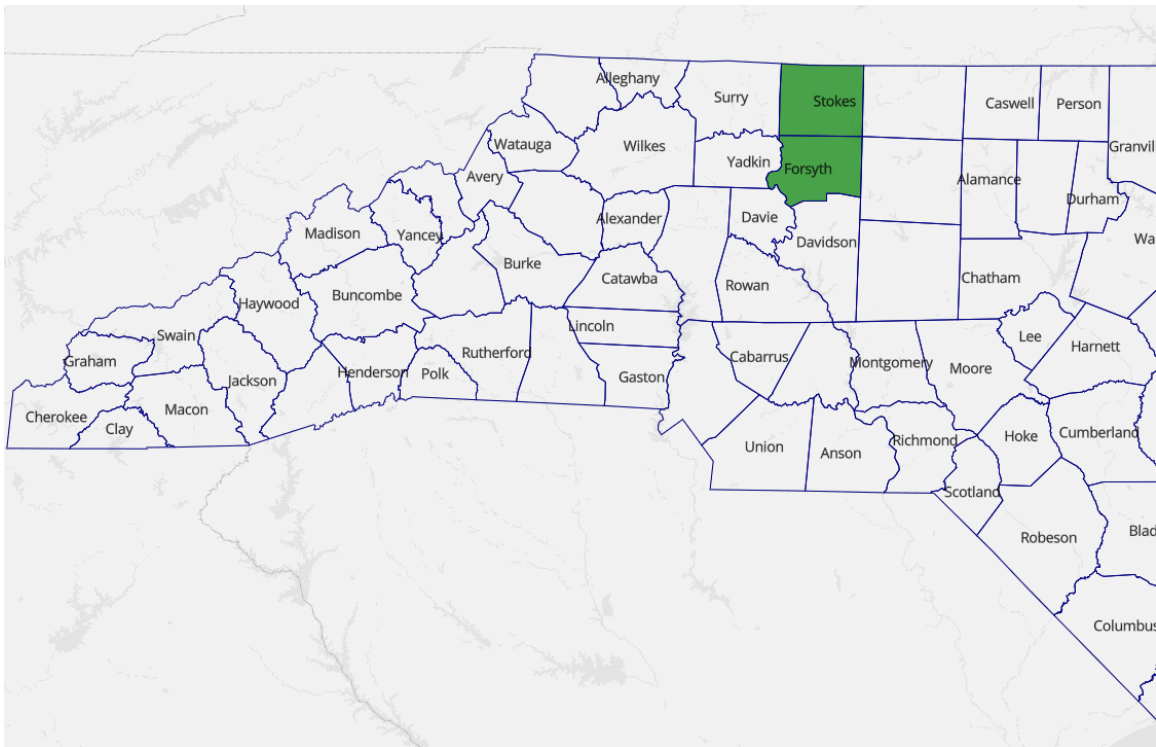 Alleghany
Surry
Stokes
Caswell
Person
Granvill
Watauga
Wilkes
Yadkin
Forsyth
Avery
Alamance
Durham
Madison
Yancey
Alexander
Davie
Davidson
Wa
Burke
Catawba
Rowan
Chatham
Haywood
Buncombe
Swain
Lincoln
Lee
Harnett
Graham
Rutherford
Cabarrus
Montgomery
Moore
Jackson
Henderson
Polk
Gaston
Cherokee
Macon
Clay
Union
Anson
Richmond
Hoke
Cumberland
Scotland
Robeson
Blad
Columbus